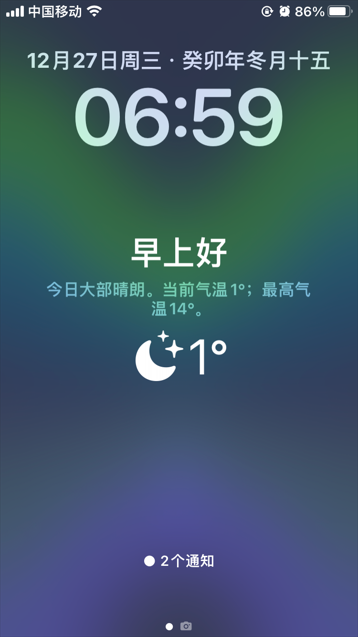 中国移动 86%
12月27日周三 · 癸卯年冬月十五
06:59
早上好
今日大部晴朗。当前气温1°；最高气
温14°。
1°
2个通知